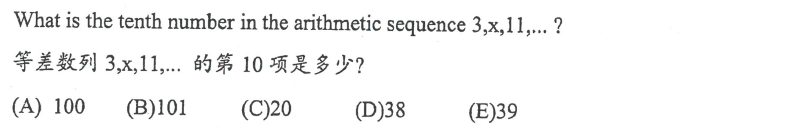 What is the tenth number in the arithmetic sequence 3,x,11,... ?
等差数列 3,x,11,... 的第 10 项是多少?
(A) 100 (B)101 (C)20 (D)38 (E)39